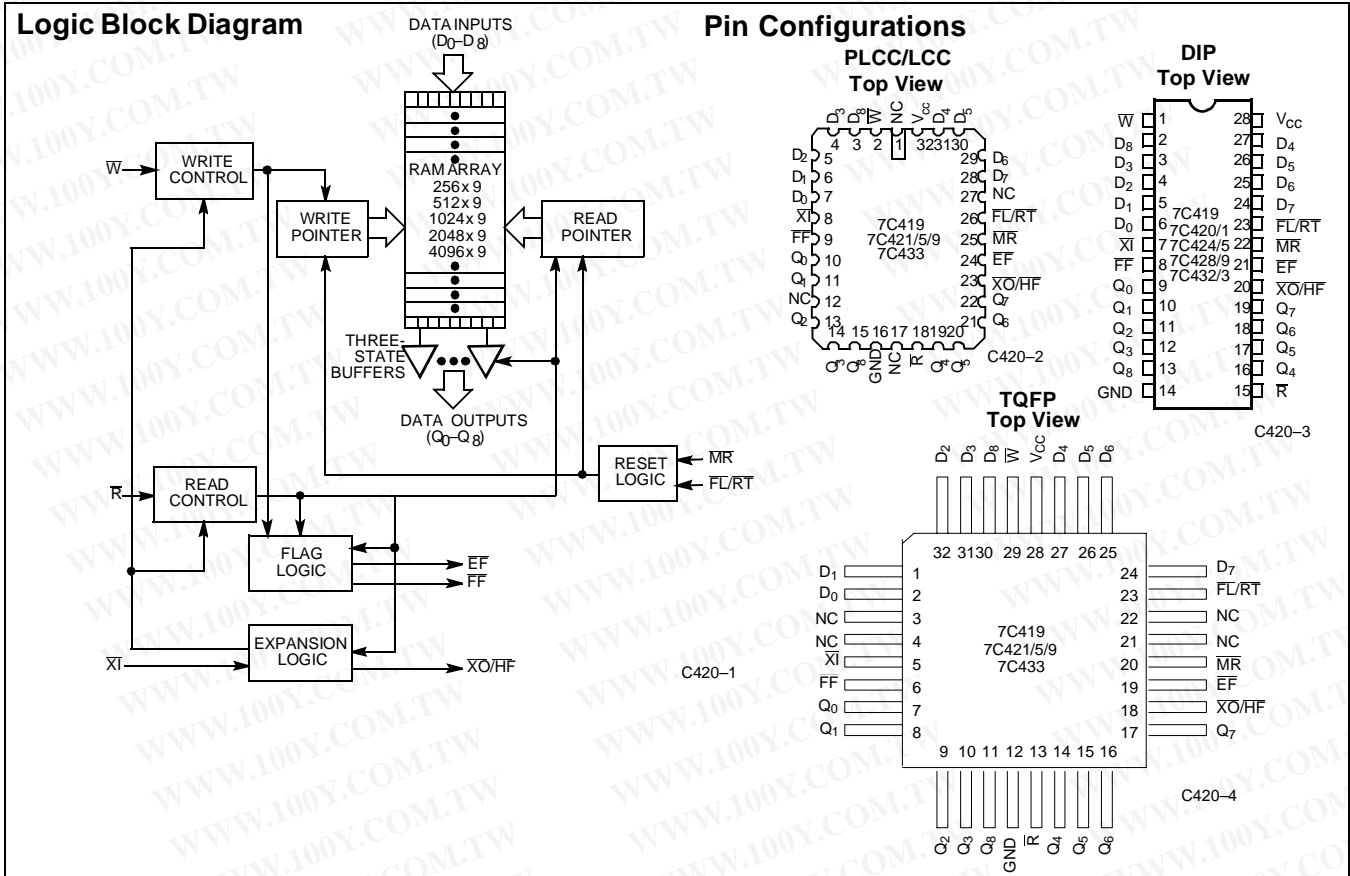 Logic Block Diagram
DATA INPUTS
(D0–D8)
W
WRITE
CONTROL
WRITE
POINTER
RAM ARRAY
256 x 9
512 x 9
1024 x 9
2048 x 9
4096 x 9
READ
POINTER
THREE-
STATE
BUFFERS
DATA OUTPUTS
(Q0–Q8)
RESET
LOGIC
MR
FL/RT
R
READ
CONTROL
FLAG
LOGIC
EF
FF
EXPANSION
LOGIC
XI
XO/HF
C420–1
Pin Configurations
PLCC/LCC
Top View
D3 D8 W NC VCC D4 D5
4 3 2 1 32 31 30
D2 5
D1 6
D0 7
XI 8
FF 9
Q0 10
Q1 11
NC 12
Q2 13
7C419
7C421/5/9
7C433
29 D6
28 D7
27 NC
26 FL/RT
25 MR
24 EF
23 XO/HF
22 Q7
21 Q6
14 15 16 17 18 19 20
Q3 Q8 GND NC R Q4 Q5
C420–2
DIP
Top View
W 1
D8 2
D3 3
D2 4
D1 5
D0 6
XI 7
FF 8
Q0 9
Q1 10
Q2 11
Q3 12
Q8 13
GND 14
7C419
7C420/1
7C424/5
7C428/9
7C432/3
28 VCC
27 D4
26 D5
25 D6
24 D7
23 FL/RT
22 MR
21 EF
20 XO/HF
19 Q7
18 Q6
17 Q5
16 Q4
15 R
C420–3
TQFP
Top View
D2 D3 D8 W VCC D4 D5 D6
32 31 30 29 28 27 26 25
D1 1
D0 2
NC 3
NC 4
XI 5
FF 6
Q0 7
Q1 8
7C419
7C421/5/9
7C433
24 D7
23 FL/RT
22 NC
21 NC
20 MR
19 EF
18 XO/HF
17 Q7
9 10 11 12 13 14 15 16
Q2 Q3 Q8 GND R Q4 Q5 Q6
C420–4
WWW.100Y.COM.TW